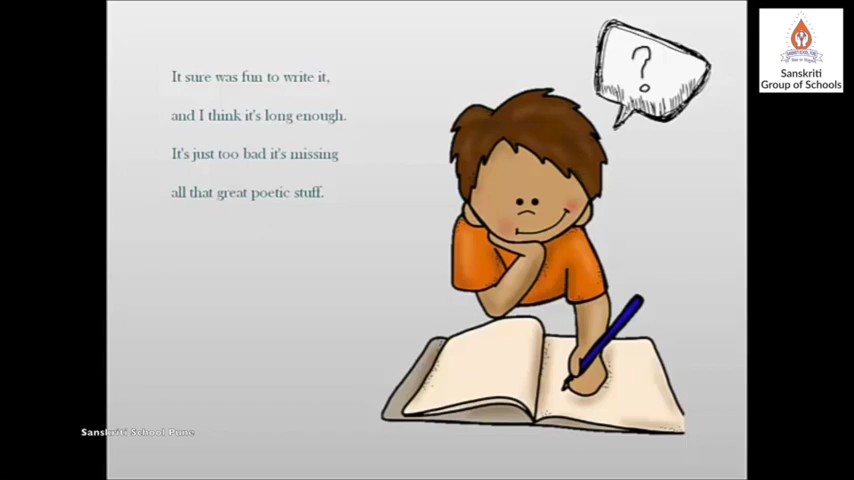 It sure was fun to write it,
and I think it's long enough.
It's just too bad it's missing
all that great poetic stuff.
?
Sanskriti
Group of Schools
Sanskriti School Pune